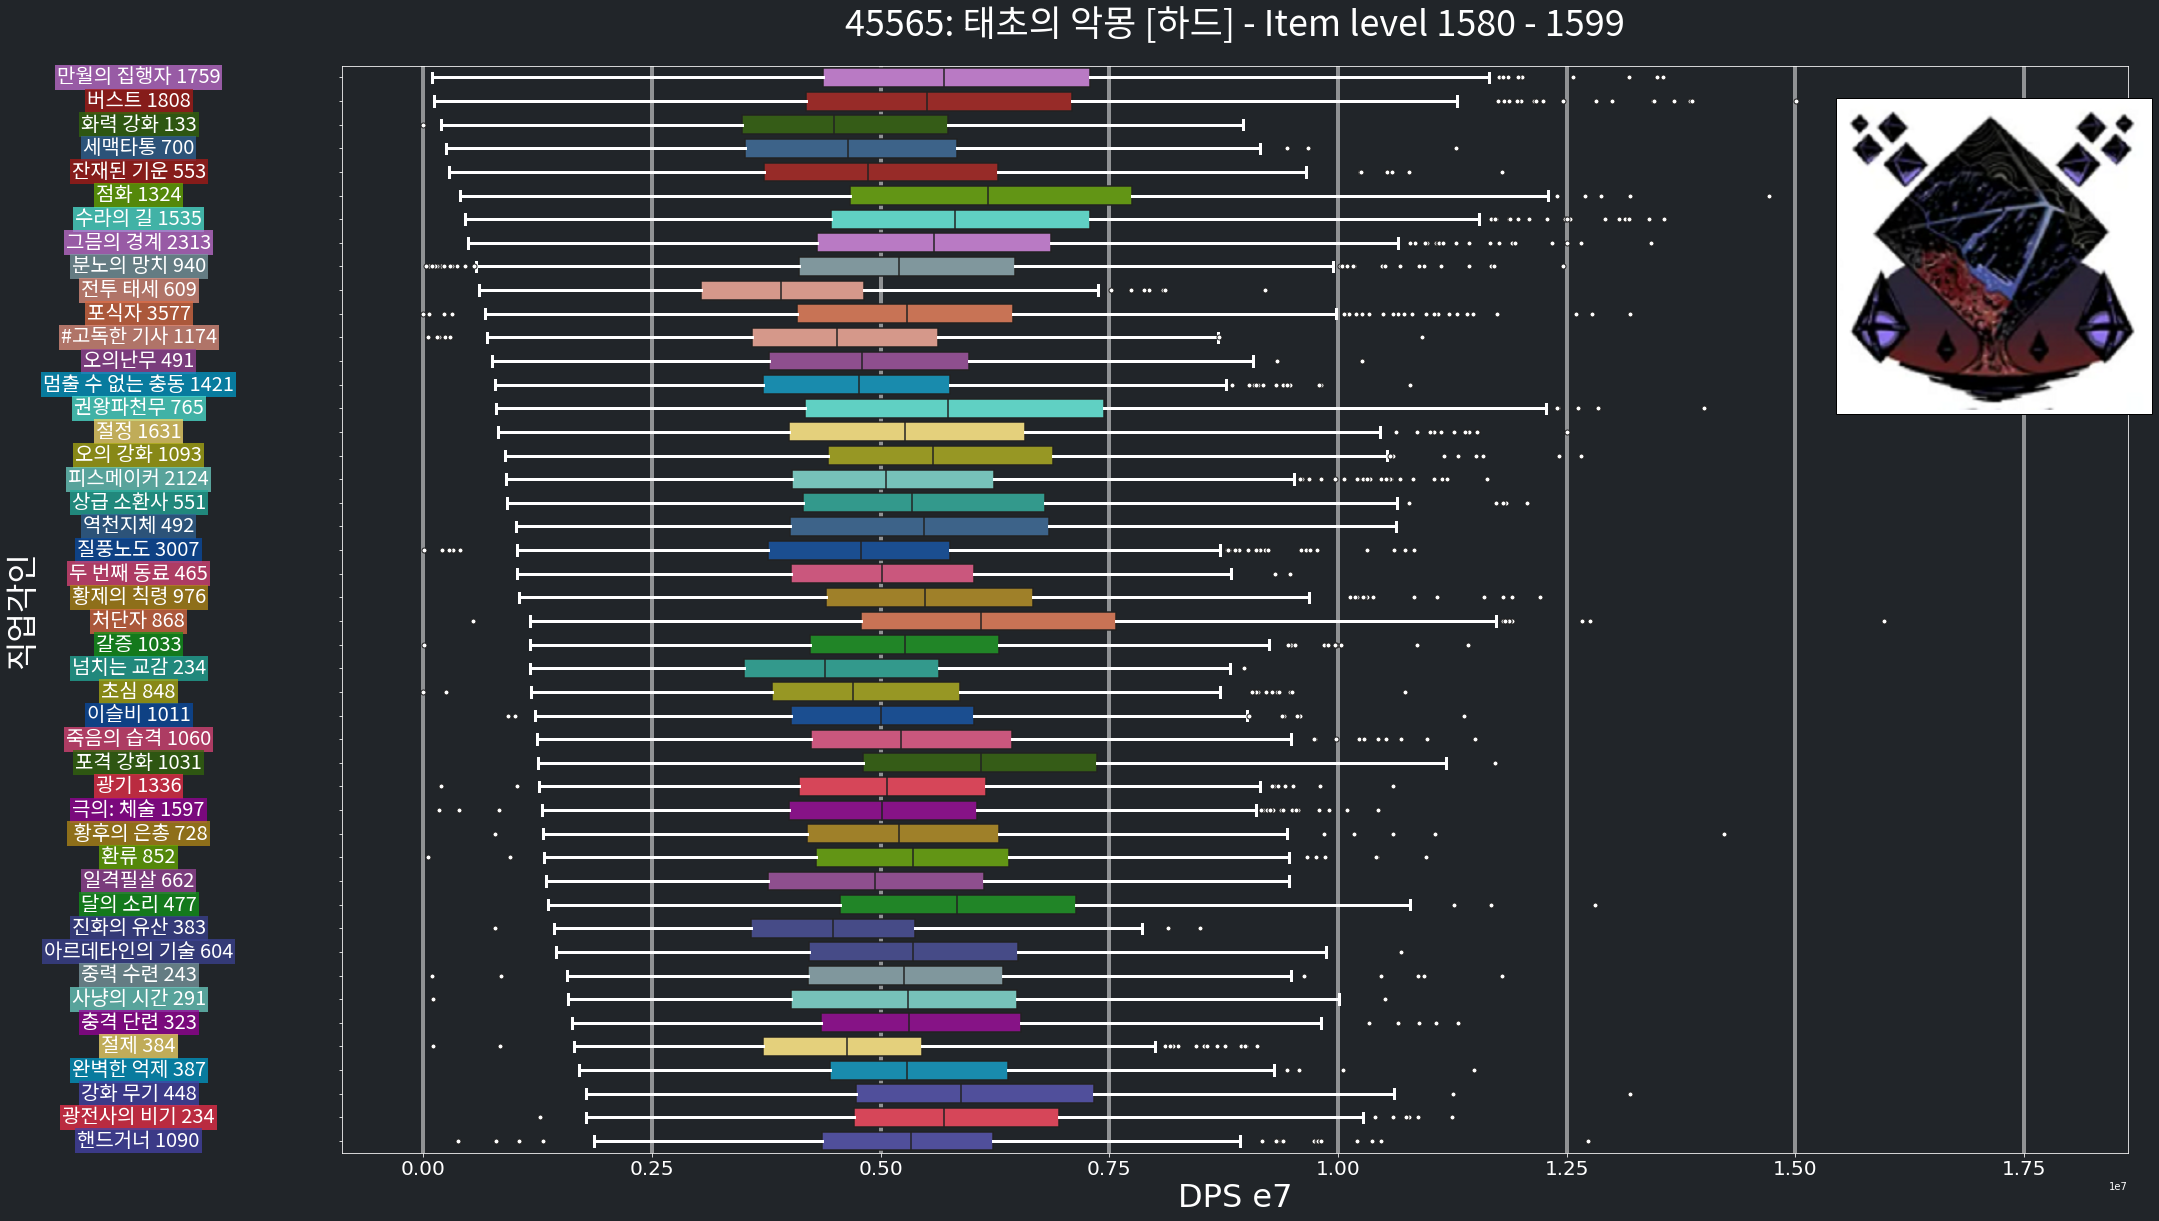 45565: 태초의 악몽 [하드] - Item level 1580 - 1599
만월의 집행자 1759
버스트 1808
화력 강화 133
세맥타통 700
잔재된 기운 553
점화 1324
수라의 길 1535
그믐의 경계 2313
분노의 망치 940
전투 태세 609
포식자 3577
#고독한 기사 1174
오의난무 491
멈출 수 없는 충동 1421
권왕파천무 765
절정 1631
오의 강화 1093
피스메이커 2124
상급 소환사 551
역천지체 492
질풍노도 3007
두 번째 동료 465
황제의 칙령 976
처단자 868
갈증 1033
넘치는 교감 234
초심 848
이슬비 1011
죽음의 습격 1060
포격 강화 1031
광기 1336
극의: 체술 1597
황후의 은총 728
환류 852
일격필살 662
달의 소리 477
진화의 유산 383
아르데타인의 기술 604
중력 수련 243
사냥의 시간 291
충격 단련 323
절제 384
완벽한 억제 387
강화 무기 448
광전사의 비기 234
핸드거너 1090
직업각인
0.00 0.25 0.50 0.75 1.00 1.25 1.50 1.75
DPS e7
1e7